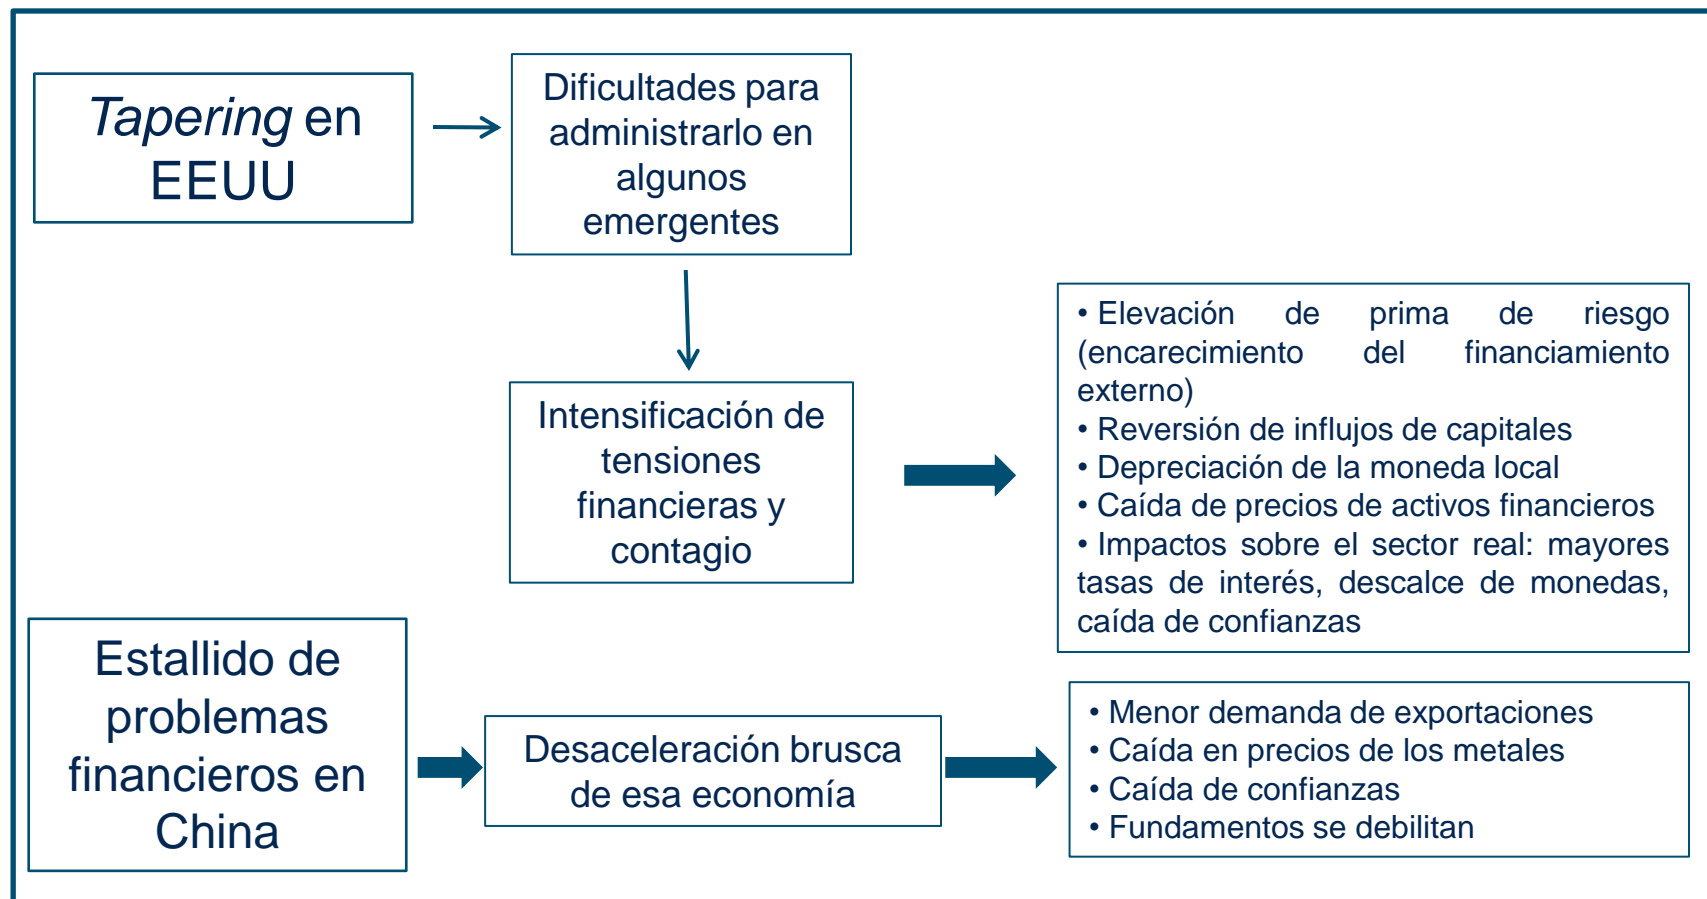 Tapering en
EEUU
Dificultades para
administrarlo en
algunos
emergentes
Intensificación de
tensiones
financieras y
contagio
• Elevación de prima de riesgo
(encarecimiento del financiamiento
externo)
• Reversión de influjos de capitales
• Depreciación de la moneda local
• Caída de precios de activos financieros
• Impactos sobre el sector real: mayores
tasas de interés, descalce de monedas,
caída de confianzas
Estallido de
problemas
financieros en
China
Desaceleración brusca
de esa economía
• Menor demanda de exportaciones
• Caída en precios de los metales
• Caída de confianzas
• Fundamentos se debilitan